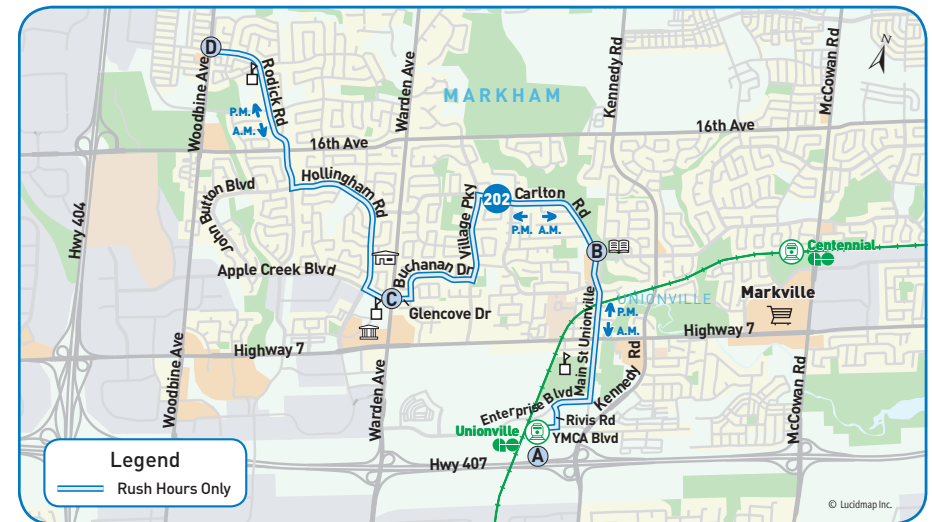 D
Rodick Rd
Woodbine Ave
P.M.
A.M.
Warden Ave
MARKHAM
Kennedy Rd
McCowan Rd
N
16th Ave
16th Ave
Hwy 404
John Button Blvd
Hollingham Rd
Village Pky
202
Carlton Rd
P.M. A.M.
B
Centennial
Apple Creek Blvd
Buchanan Dr
C
Glencove Dr
UNIONVILLE
Markville
P.M.
A.M.
Main St Unionville
Highway 7
Highway 7
Woodbine Ave
Warden Ave
Kennedy Rd
McCowan Rd
Enterprise Blvd
Rivis Rd
Unionville
YMCA Blvd
A
Hwy 407
Legend
Rush Hours Only
© Lucidmap Inc.